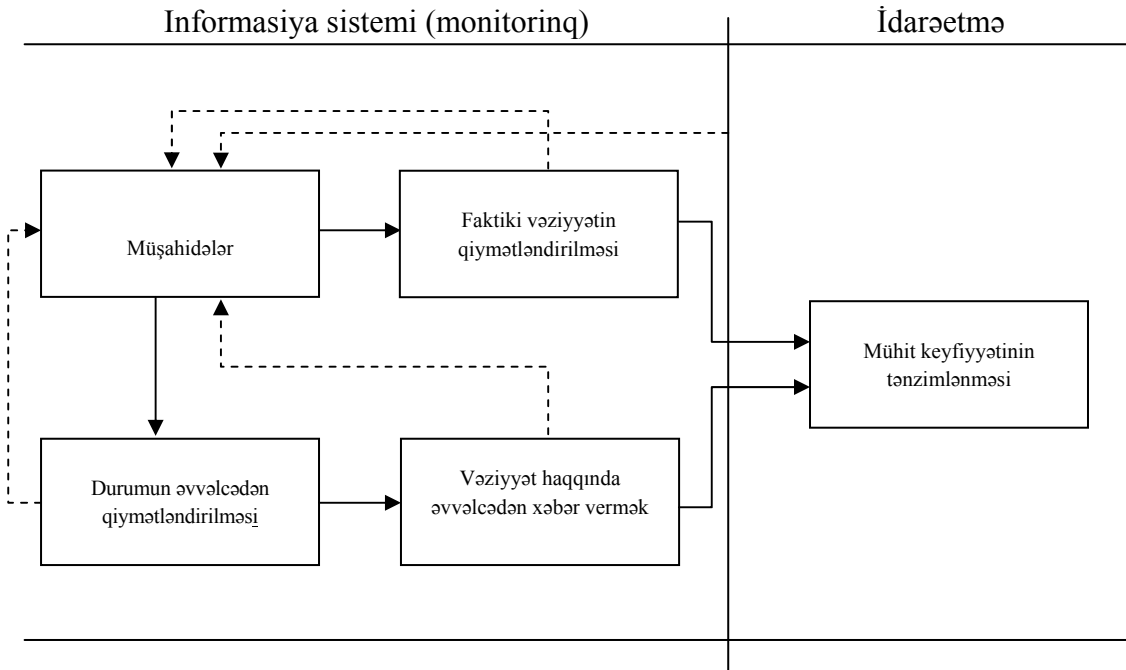 Informasiya sistemi (monitorinq)
İdarəetmə
Müşahidələr
Faktiki vəziyyətin
qiymətləndirilməsi
Mühit keyfiyyətinin
tənzimlənməsi
Durumun əvvəlcədən
qiymətləndirilməsi
Vəziyyət haqqında
əvvəlcədən xəbər vermək